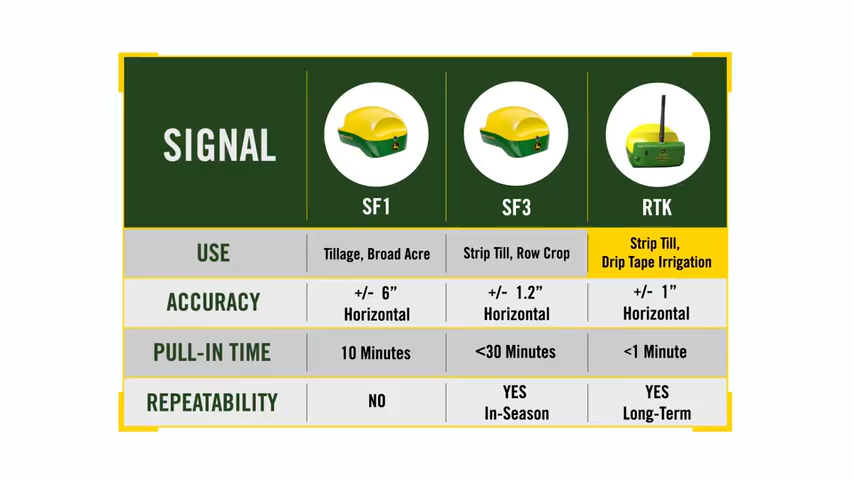 SIGNAL
SF1
SF3
RTK
USE
Tillage, Broad Acre
Strip Till, Row Crop
Strip Till,
Drip Tape Irrigation
ACCURACY
+/- 6”
Horizontal
+/- 1.2”
Horizontal
+/- 1”
Horizontal
PULL-IN TIME
10 Minutes
<30 Minutes
<1 Minute
REPEATABILITY
NO
YES
In-Season
YES
Long-Term